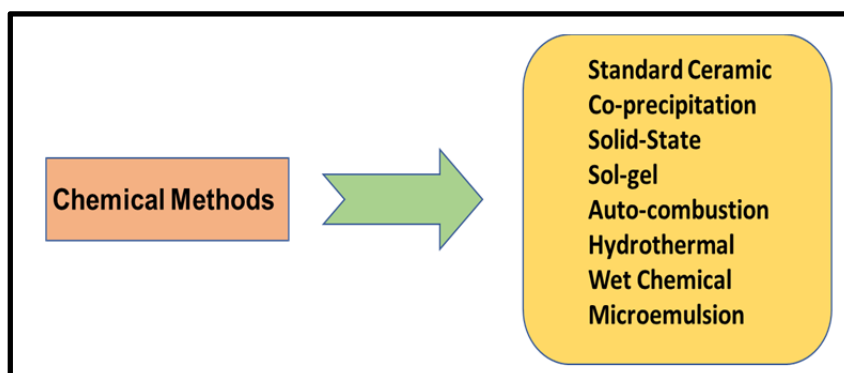 Chemical Methods
Standard Ceramic
Co-precipitation
Solid-State
Sol-gel
Auto-combustion
Hydrothermal
Wet Chemical
Microemulsion